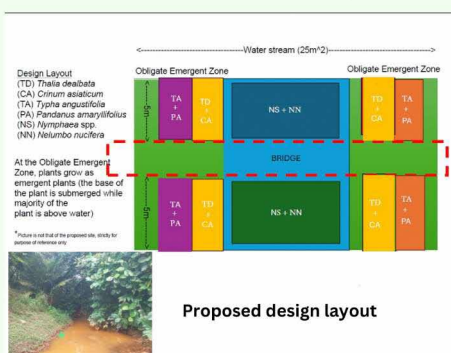 <----Water stream (25m^2)---->
Obligate Emergent Zone
Obligate Emergent Zone
Design Layout
(TD) Thalia dealbata
(CA) Crinum asiaticum
(TA) Typha angustifolia
(PA) Pandanus amaryllifolius
(NS) Nymphaea spp.
(NN) Nelumbo nucifera
At the Obligate Emergent
Zone, plants grow as
emergent plants (the base of
the plant is submerged while
majority of the
plant is above water)
*Picture is not that of the proposed site, strictly for
purpose of reference only
<--5m-->
TA
+
PA
TD
+
CA
NS + NN
TD
+
CA
TA
+
PA
BRIDGE
<--5m-->
TA
+
PA
TD
+
CA
NS + NN
TD
+
CA
TA
+
PA
Proposed design layout